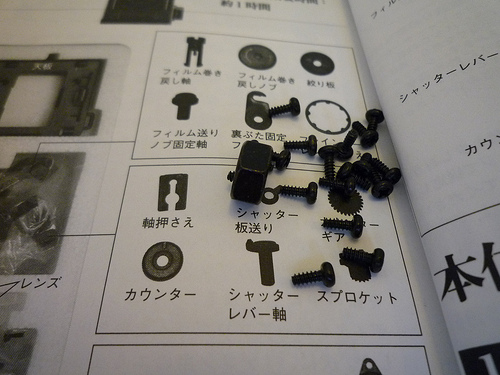 約1時間
天板
フィルム巻き
戻し軸
フィルム巻き
戻しノブ
絞り板
フィルム送り
ノブ固定軸
裏ぶた固定
軸押さえ
シャッター
板送り
ギア
カウンター
シャッター
レバー軸
スプロケット
レンズ
シャッターレバー
カウン
本体